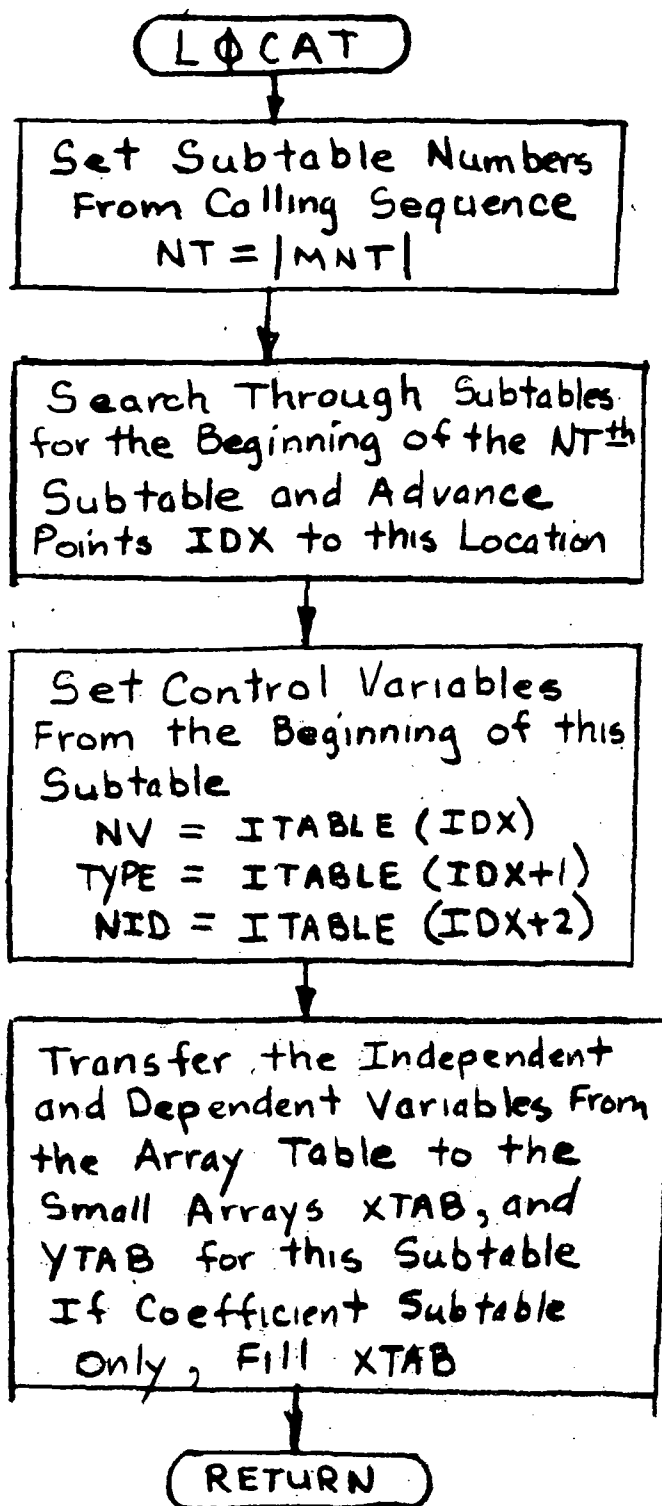 LØCAT
Set Subtable Numbers
From Calling Sequence
NT = |MNT|
Search Through Subtables
for the Beginning of the NTth
Subtable and Advance
Points IDX to this Location
Set Control Variables
From the Beginning of this
Subtable
NV = ITABLE (IDX)
TYPE = ITABLE (IDX+1)
NID = ITABLE (IDX+2)
Transfer the Independent
and Dependent Variables From
the Array Table to the
Small Arrays XTAB, and
YTAB for this Subtable
If Coefficient Subtable
Only, Fill XTAB
RETURN